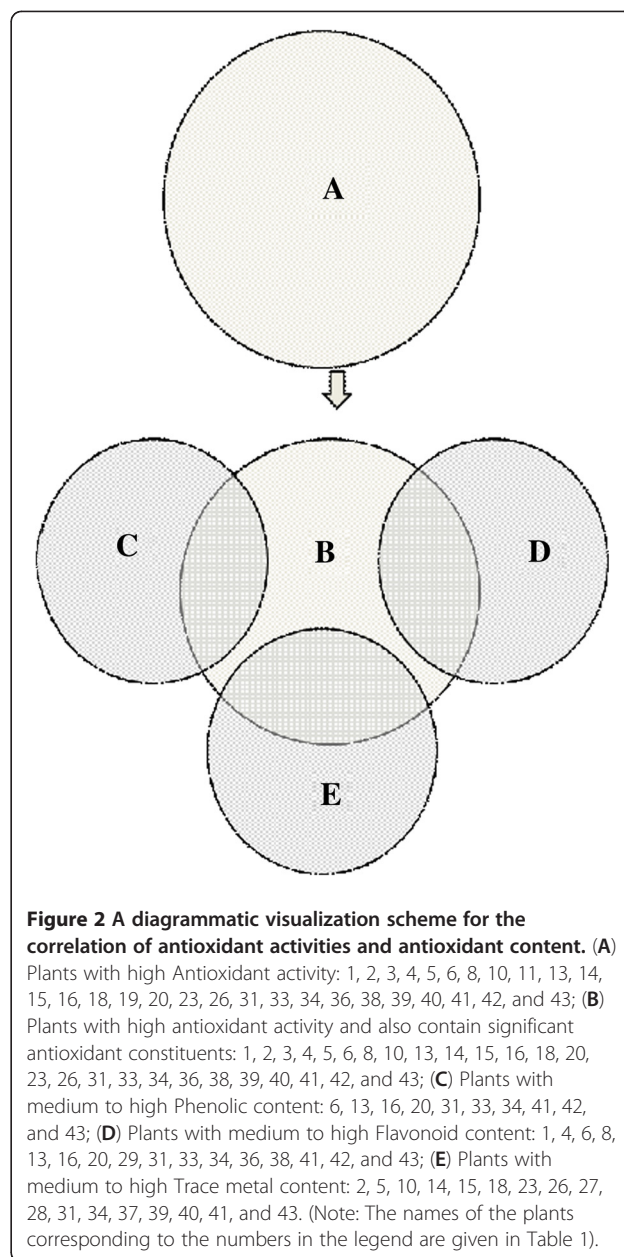 A
C
B
D
E
Figure 2 A diagrammatic visualization scheme for the
correlation of antioxidant activities and antioxidant content. (A)
Plants with high Antioxidant activity: 1, 2, 3, 4, 5, 6, 8, 10, 11, 13, 14,
15, 16, 18, 19, 20, 23, 26, 31, 33, 34, 36, 38, 39, 40, 41, 42, and 43; (B)
Plants with high antioxidant activity and also contain significant
antioxidant constituents: 1, 2, 3, 4, 5, 6, 8, 10, 13, 14, 15, 16, 18, 20,
23, 26, 31, 33, 34, 36, 38, 39, 40, 41, 42, and 43; (C) Plants with
medium to high Phenolic content: 6, 13, 16, 20, 31, 33, 34, 41, 42,
and 43; (D) Plants with medium to high Flavonoid content: 1, 4, 6, 8,
13, 16, 20, 29, 31, 33, 34, 36, 38, 41, 42, and 43; (E) Plants with
medium to high Trace metal content: 2, 5, 10, 14, 15, 18, 23, 26, 27,
28, 31, 34, 37, 39, 40, 41, and 43. (Note: The names of the plants
corresponding to the numbers in the legend are given in Table 1).